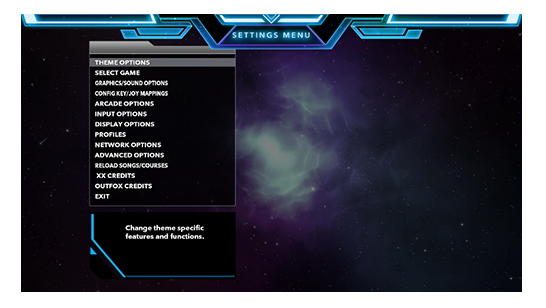 SETTINGS MENU
THEME OPTIONS
SELECT GAME
GRAPHICS/SOUND OPTIONS
CONFIG KEY/JOY MAPPINGS
ARCADE OPTIONS
INPUT OPTIONS
DISPLAY OPTIONS
PROFILES
NETWORK OPTIONS
ADVANCED OPTIONS
RELOAD SONGS/COURSES
XX CREDITS
OUTFOX CREDITS
EXIT
Change theme specific
features and functions.